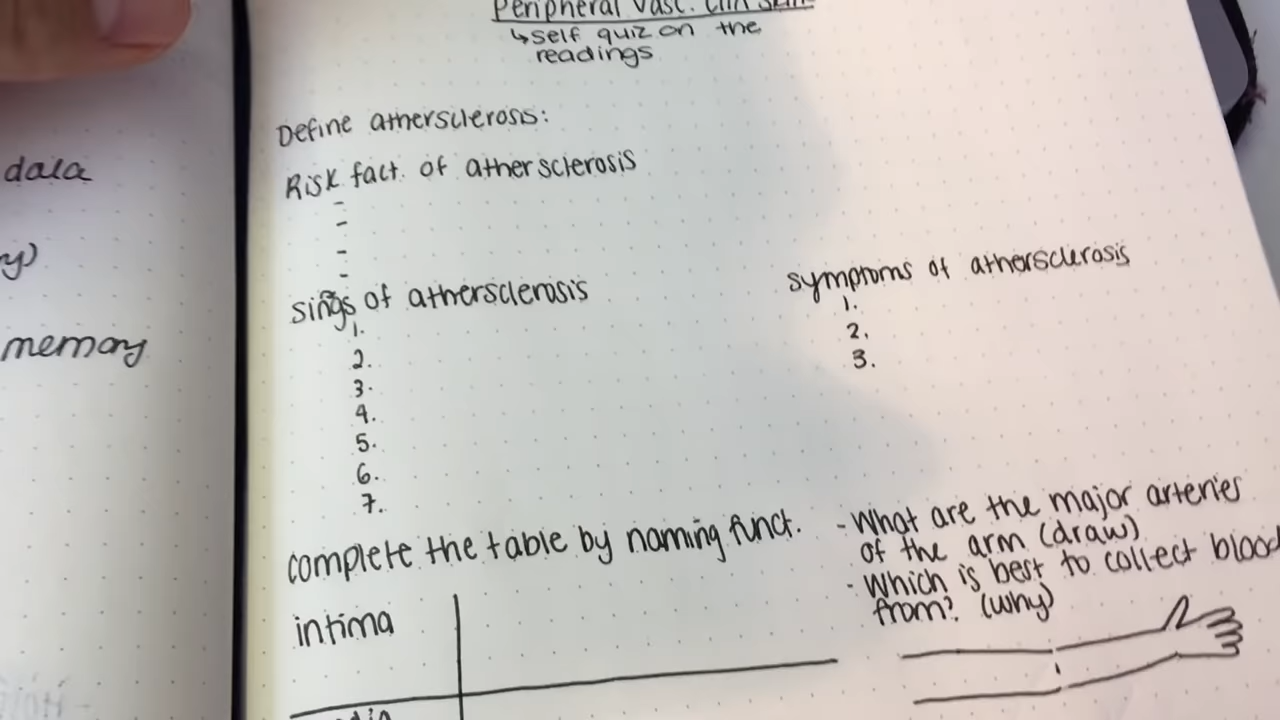 data
y)
memory
Peripheral Vasc. Clin Skills
↳self quiz on the
readings
Define athersclerosis:
Risk fact. of athersclerosis
-
-
-
-
sings of athersclerosis
1.
2.
3.
4.
5.
6.
7.
symptoms of athersclerosis
1.
2.
3.
complete the table by naming funct.
intima
- What are the major arteries
of the arm (draw)
- Which is best to collect blood
from? (why)